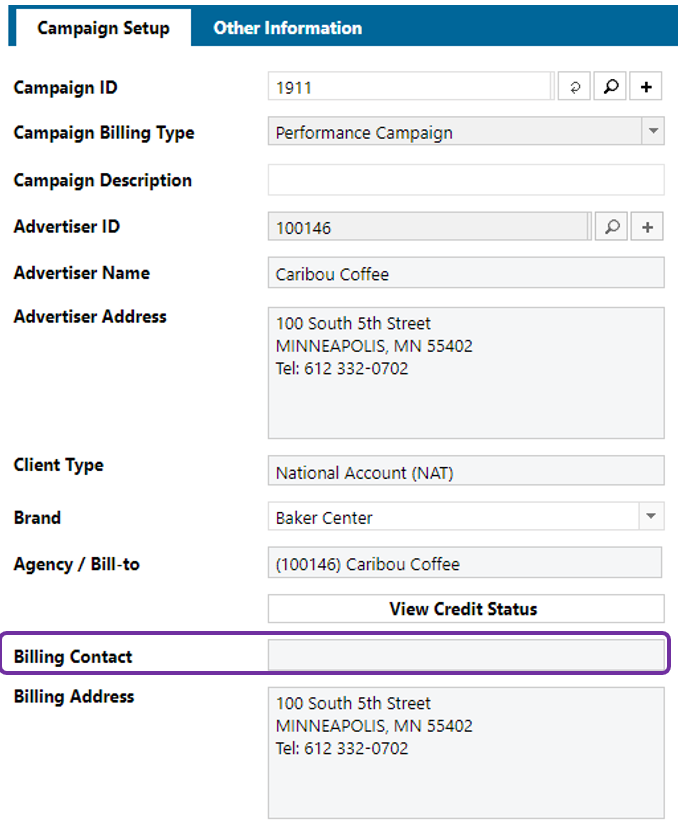 Campaign Setup Other Information
Campaign ID 1911
Campaign Billing Type Performance Campaign
Campaign Description
Advertiser ID 100146
Advertiser Name Caribou Coffee
Advertiser Address 100 South 5th Street
MINNEAPOLIS, MN 55402
Tel: 612 332-0702
Client Type National Account (NAT)
Brand Baker Center
Agency / Bill-to (100146) Caribou Coffee
View Credit Status
Billing Contact
Billing Address 100 South 5th Street
MINNEAPOLIS, MN 55402
Tel: 612 332-0702